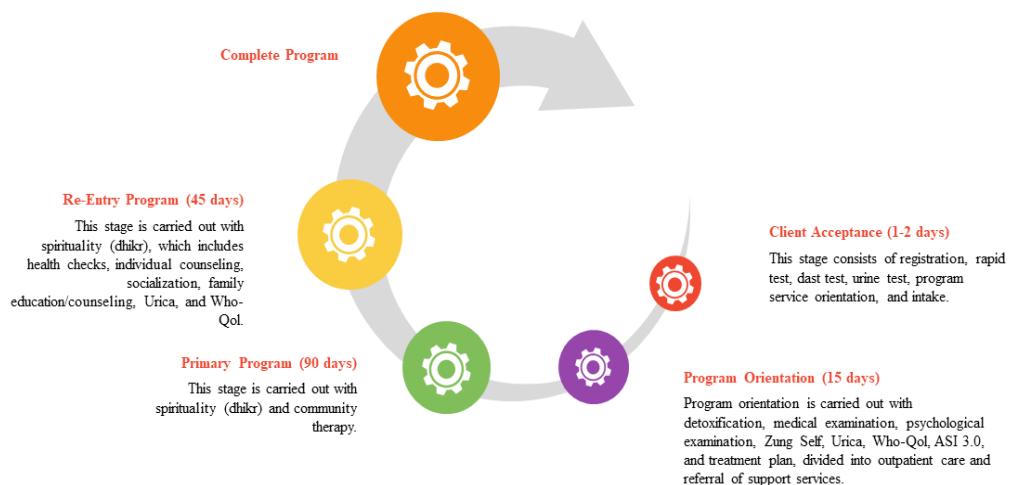 Complete Program
Re-Entry Program (45 days)
This stage is carried out with
spirituality (dhikr), which includes
health checks, individual counseling,
socialization, family
education/counseling, Urica, and Who-
Qol.
Primary Program (90 days)
This stage is carried out with
spirituality (dhikr) and community
therapy.
Client Acceptance (1-2 days)
This stage consists of registration, rapid
test, dast test, urine test, program
service orientation, and intake.
Program Orientation (15 days)
Program orientation is carried out with
detoxification, medical examination, psychological
examination, Zung Self, Urica, Who-Qol, ASI 3.0,
and treatment plan, divided into outpatient care and
referral of support services.